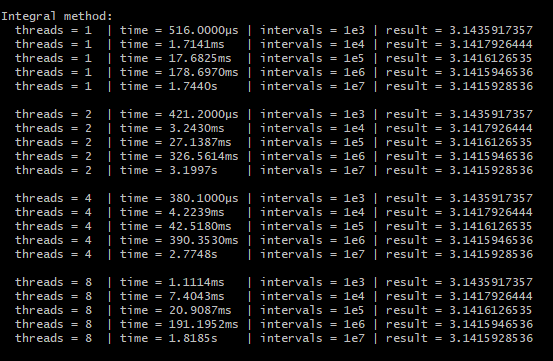 Integral method:
threads = 1 | time = 516.0000µs | intervals = 1e3 | result = 3.1435917357
threads = 1 | time = 1.7141ms | intervals = 1e4 | result = 3.1417926444
threads = 1 | time = 17.6825ms | intervals = 1e5 | result = 3.1416126535
threads = 1 | time = 178.6970ms | intervals = 1e6 | result = 3.1415946536
threads = 1 | time = 1.7440s | intervals = 1e7 | result = 3.1415928536
threads = 2 | time = 421.2000µs | intervals = 1e3 | result = 3.1435917357
threads = 2 | time = 3.2430ms | intervals = 1e4 | result = 3.1417926444
threads = 2 | time = 27.1387ms | intervals = 1e5 | result = 3.1416126535
threads = 2 | time = 326.5614ms | intervals = 1e6 | result = 3.1415946536
threads = 2 | time = 3.1997s | intervals = 1e7 | result = 3.1415928536
threads = 4 | time = 380.1000µs | intervals = 1e3 | result = 3.1435917357
threads = 4 | time = 4.2239ms | intervals = 1e4 | result = 3.1417926444
threads = 4 | time = 42.5180ms | intervals = 1e5 | result = 3.1416126535
threads = 4 | time = 390.3530ms | intervals = 1e6 | result = 3.1415946536
threads = 4 | time = 2.7748s | intervals = 1e7 | result = 3.1415928536
threads = 8 | time = 1.1114ms | intervals = 1e3 | result = 3.1435917357
threads = 8 | time = 7.4043ms | intervals = 1e4 | result = 3.1417926444
threads = 8 | time = 20.9087ms | intervals = 1e5 | result = 3.1416126535
threads = 8 | time = 191.1952ms | intervals = 1e6 | result = 3.1415946536
threads = 8 | time = 1.8185s | intervals = 1e7 | result = 3.1415928536